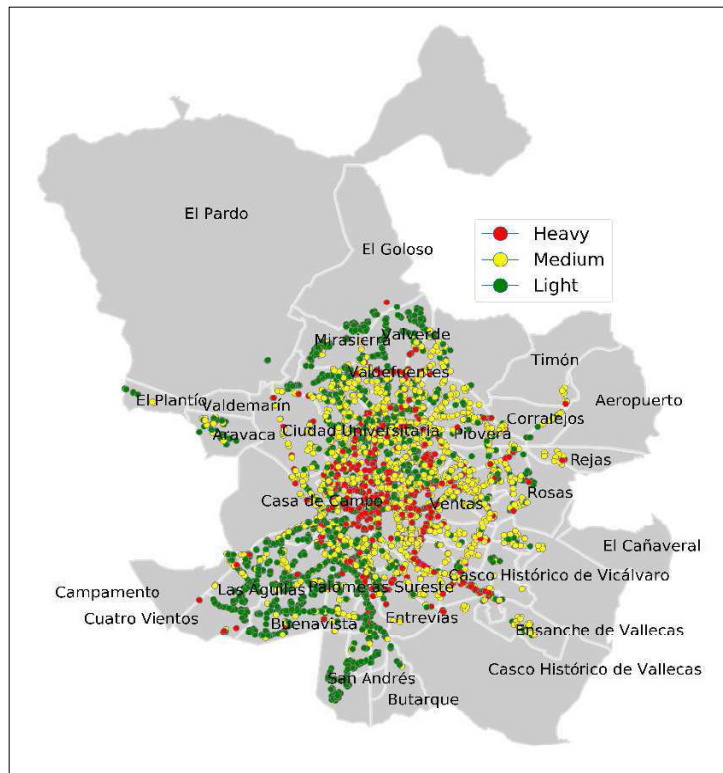 El Pardo
El Goloso
Heavy
Medium
Light
Mirasierra
Valverde
Timón
Valdefuentes
El Plantío
Valdemarín
Aeropuerto
Corralejos
Aravaca
Ciudad Universitaria
Piovera
Rejas
Casa de Campo
Ventas
Rosas
El Cañaveral
Casco Histórico de Vicálvaro
Campamento
Las Águilas
Palomeras Sureste
Cuatro Vientos
Buenavista
Entrevías
Ensanche de Vallecas
Casco Histórico de Vallecas
San Andrés
Butarque